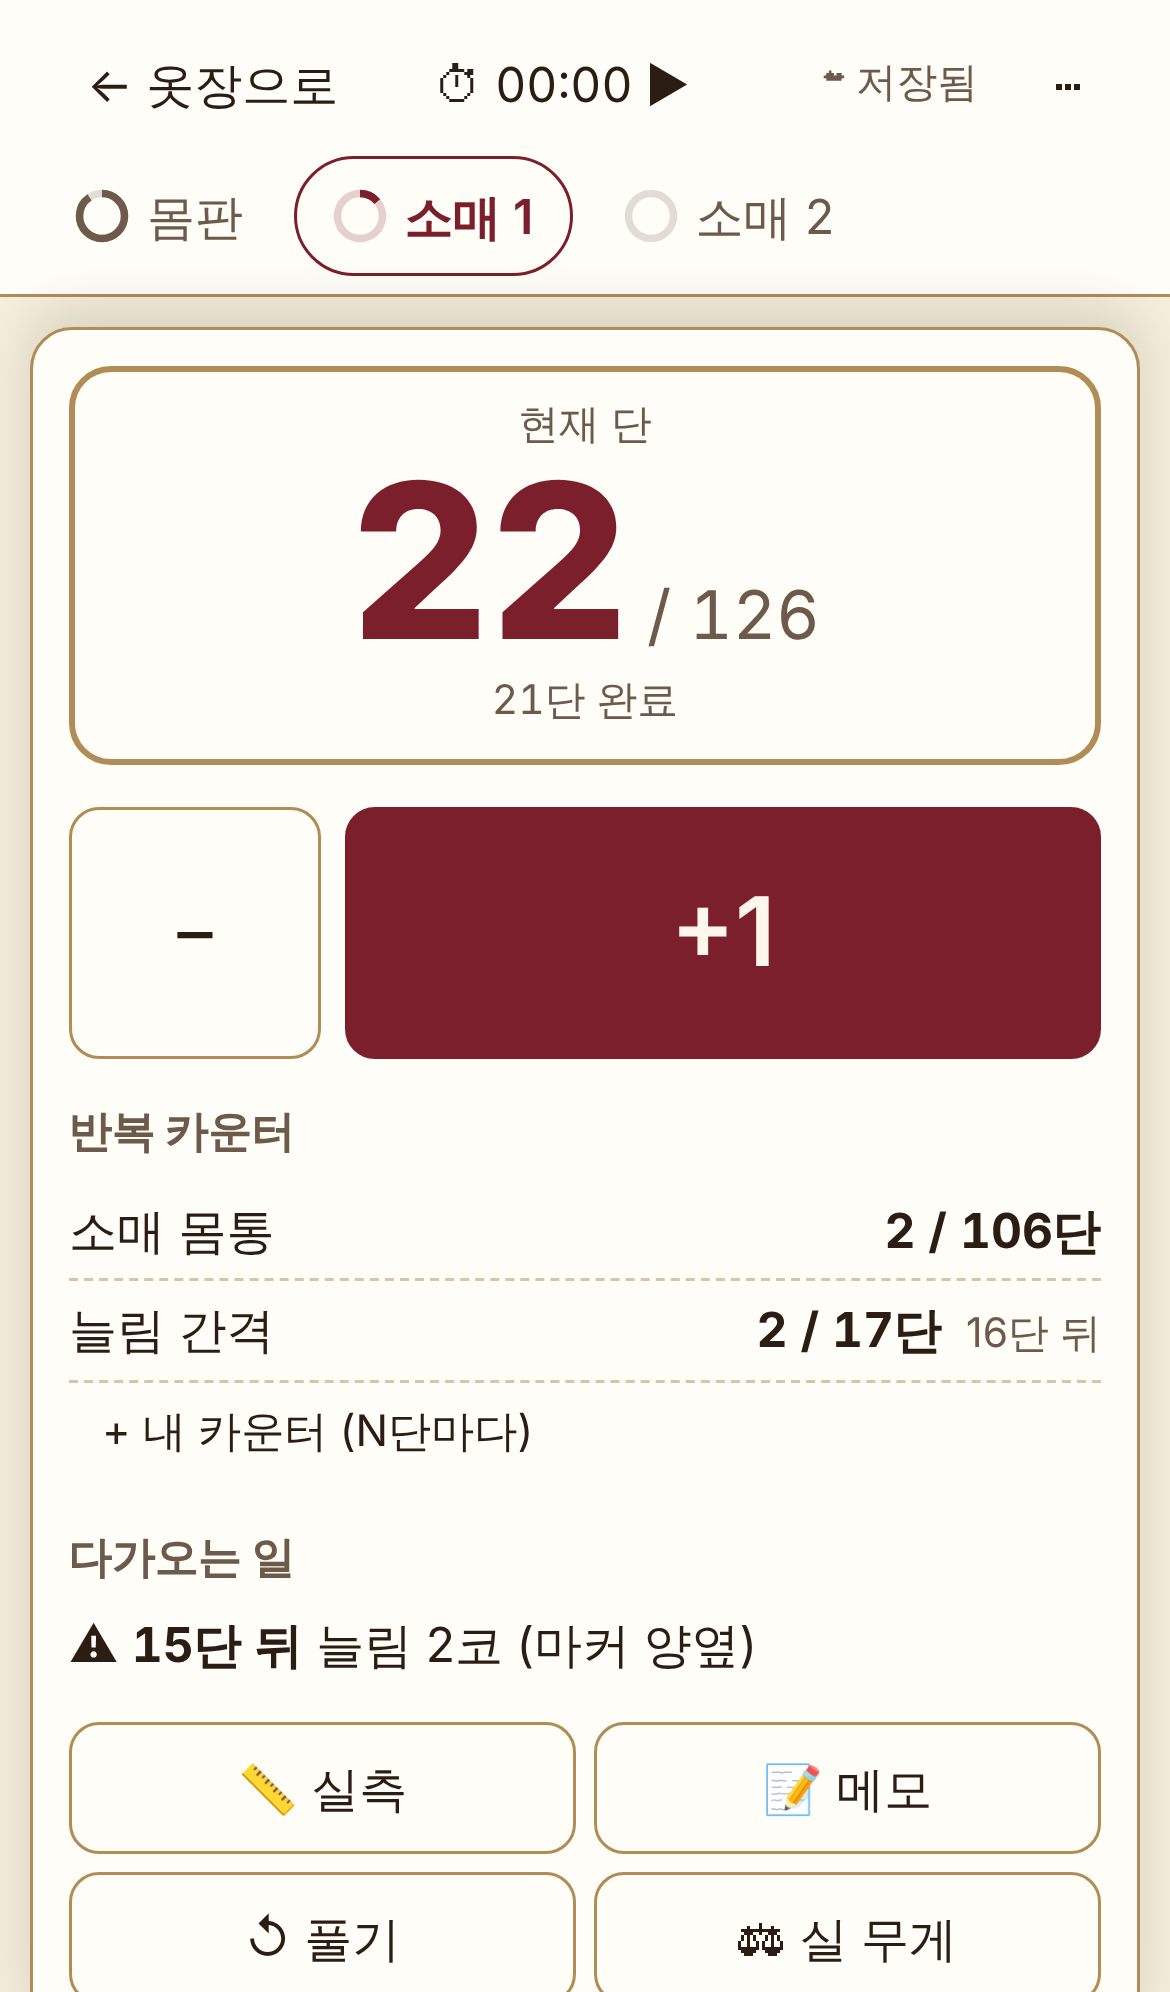 ← 옷장으로 ⏱ 00:00 ▶ 저장됨 ⋯
몸판 소매 1 소매 2
현재 단
22 / 126
21단 완료
− +1
반복 카운터
소매 몸통 2 / 106단
늘림 간격 2 / 17단 16단 뒤
+ 내 카운터 (N단마다)
다가오는 일
⚠ 15단 뒤 늘림 2코 (마커 양옆)
📏 실측 📝 메모
↺ 풀기 ⚖ 실 무게